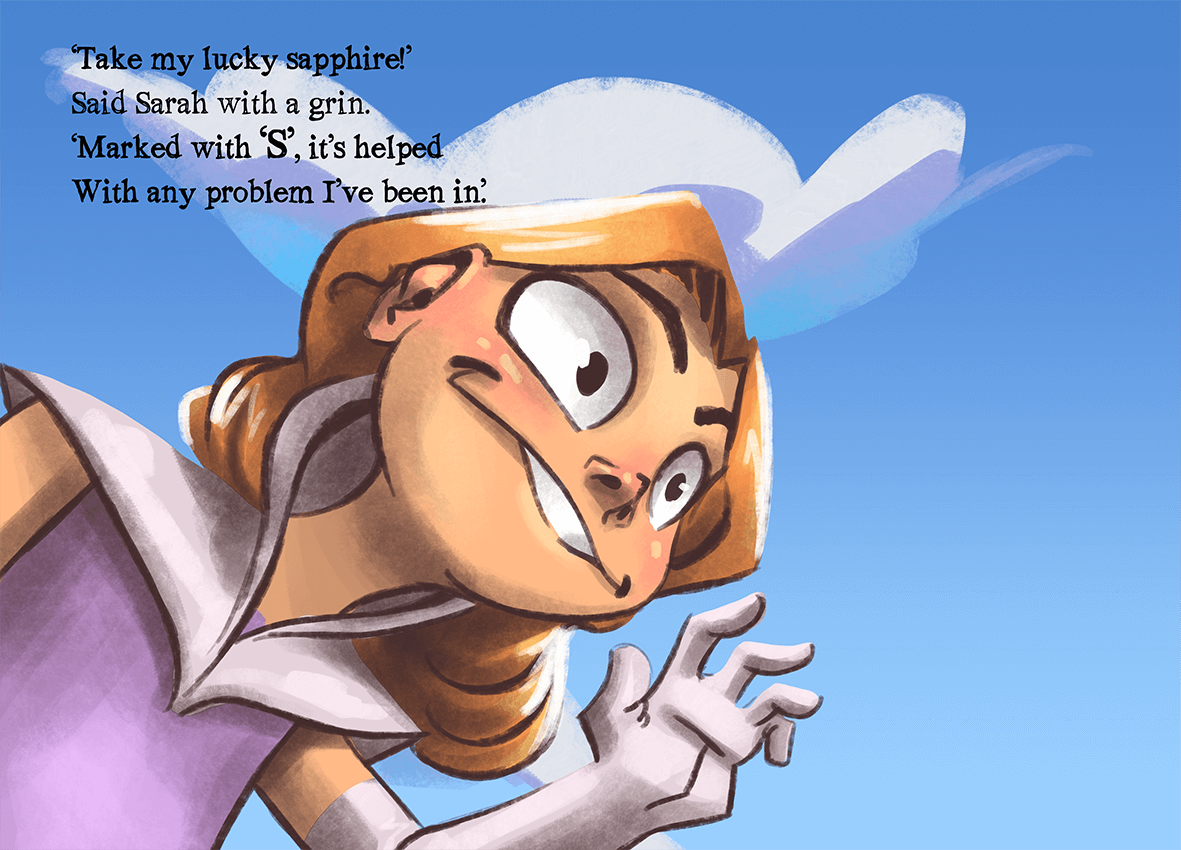 ‘Take my lucky sapphire!’
Said Sarah with a grin.
‘Marked with ‘S’, it’s helped
With any problem I’ve been in.’